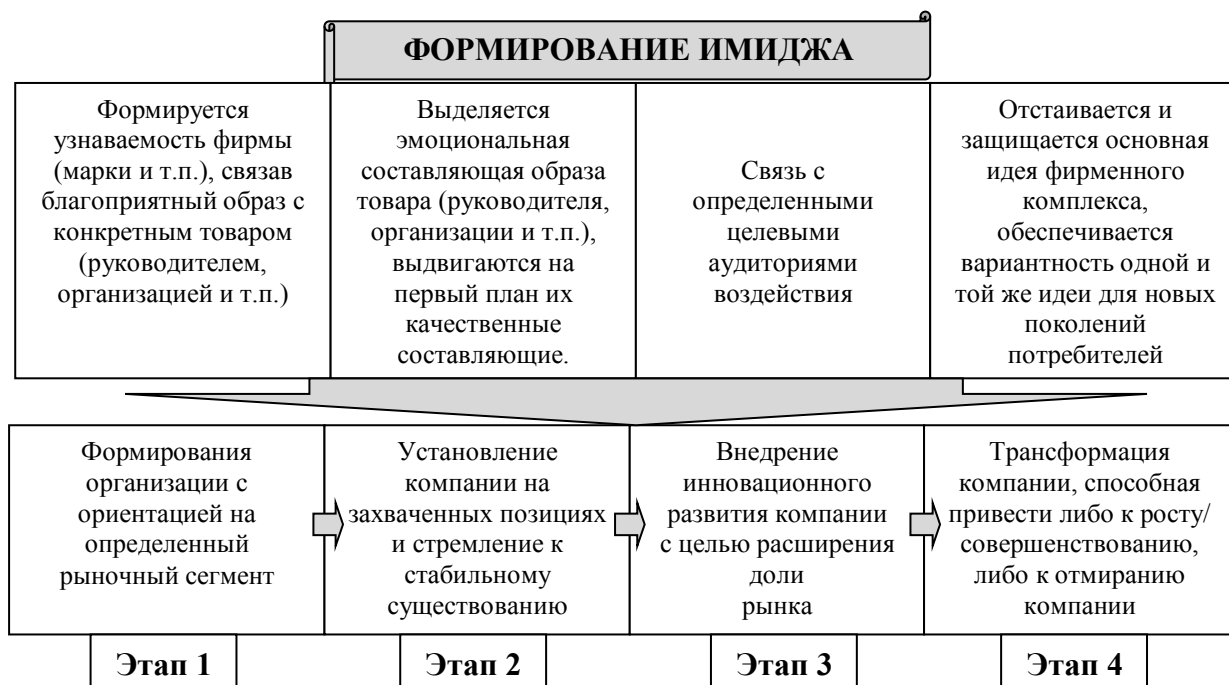 ФОРМИРОВАНИЕ ИМИДЖА
Формируется
узнаваемость фирмы
(марки и т.п.), связав
благоприятный образ с
конкретным товаром
(руководителем,
организацией и т.п.)
Выделяется
эмоциональная
составляющая образа
товара (руководителя,
организации и т.п.),
выдвигаются на
первый план их
качественные
составляющие.
Связь с
определенными
целевыми
аудиториями
воздействия
Отстаивается и
защищается основная
идея фирменного
комплекса,
обеспечивается
вариантность одной и
той же идеи для новых
поколений
потребителей
Формирования
организации с
ориентацией на
определенный
рыночный сегмент
Установление
компании на
захваченных позициях
и стремление к
стабильному
существованию
Внедрение
инновационного
развития компании
с целью расширения
доли
рынка
Трансформация
компании, способная
привести либо к росту/
совершенствованию,
либо к отмиранию
компании
Этап 1
Этап 2
Этап 3
Этап 4